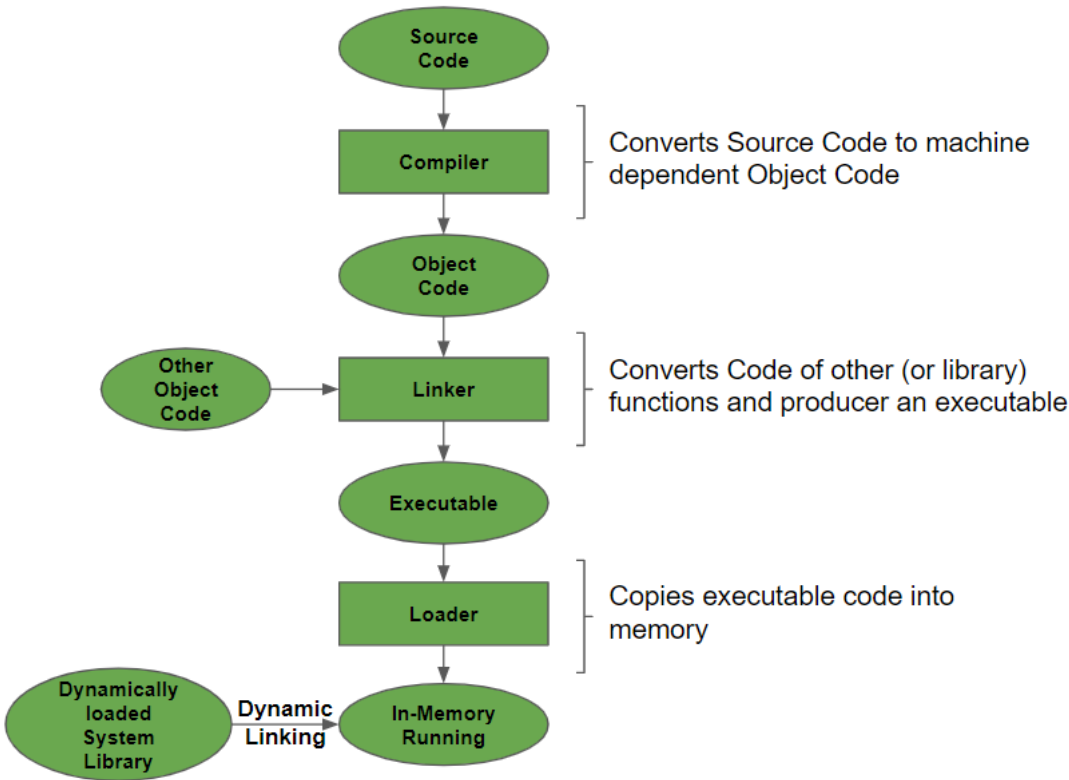 Source
Code
Compiler
Converts Source Code to machine
dependent Object Code
Object
Code
Other
Object
Code
Linker
Converts Code of other (or library)
functions and producer an executable
Executable
Loader
Copies executable code into
memory
Dynamically
loaded
System
Library
Dynamic
Linking
In-Memory
Running